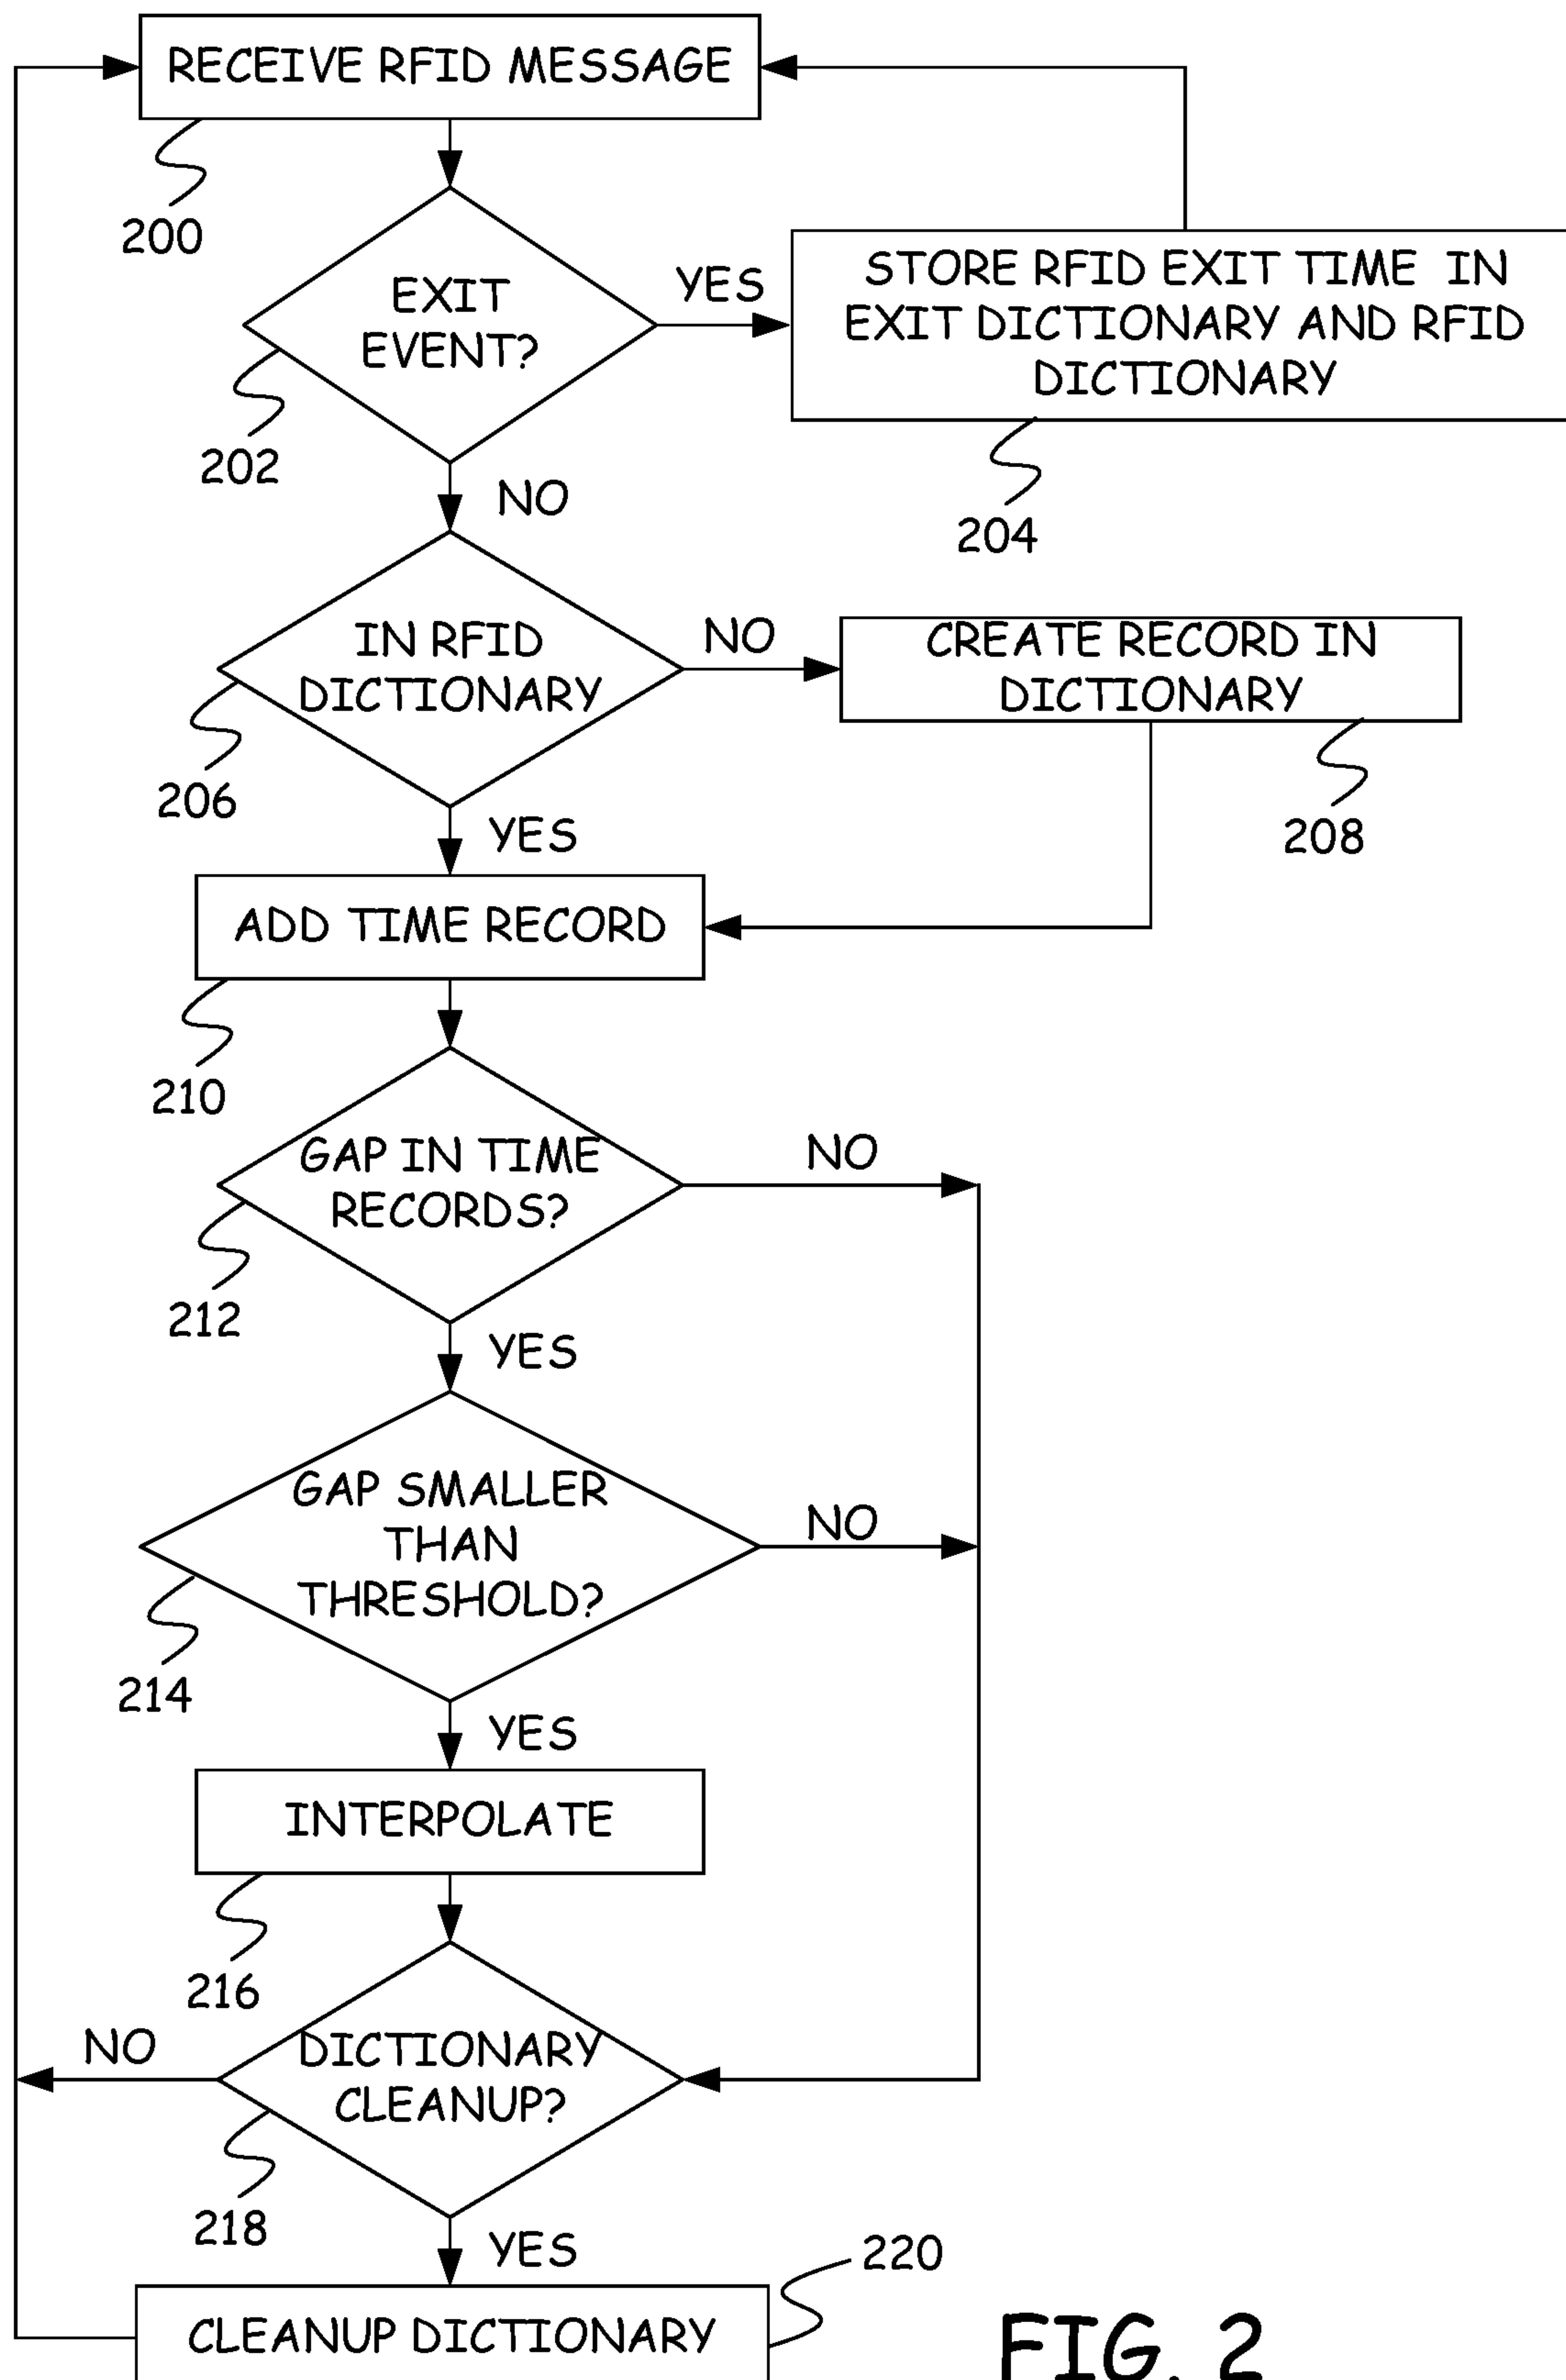 RECEIVE RFID MESSAGE
200
EXIT
EVENT?
YES
STORE RFID EXIT TIME IN
EXIT DICTIONARY AND RFID
DICTIONARY
202
NO
204
IN RFID
DICTIONARY
NO
CREATE RECORD IN
DICTIONARY
206
YES
208
ADD TIME RECORD
210
GAP IN TIME
RECORDS?
NO
212
YES
GAP SMALLER
THAN
THRESHOLD?
NO
214
YES
INTERPOLATE
216
NO
DICTIONARY
CLEANUP?
218
YES
220
CLEANUP DICTIONARY
FIG. 2